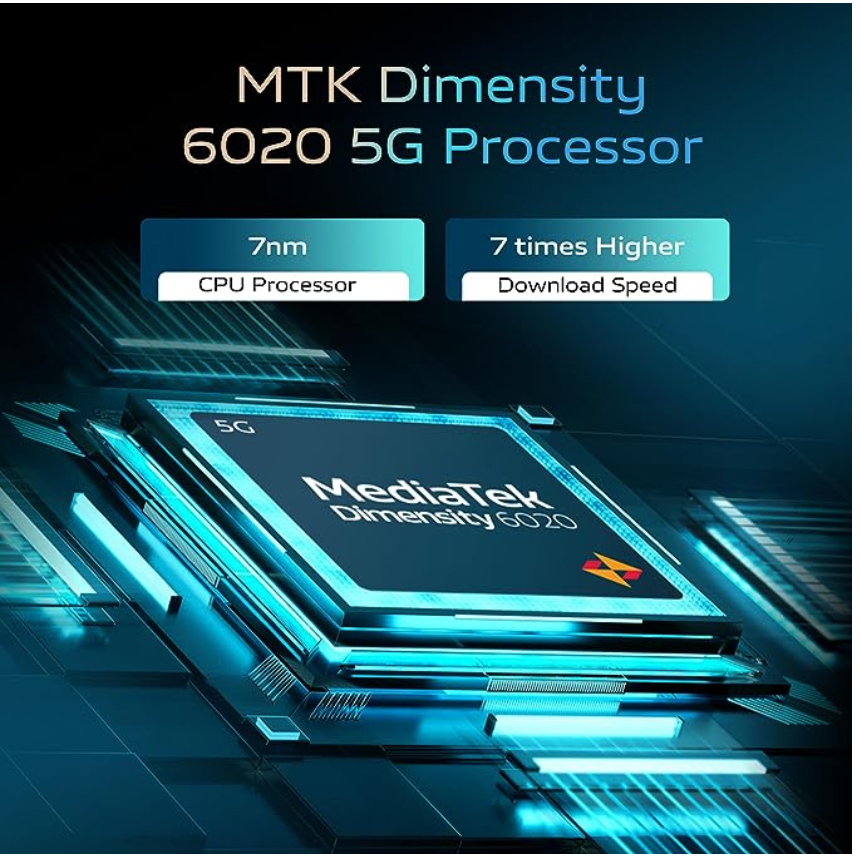 MTK Dimensity
6020 5G Processor
7nm
CPU Processor
7 times Higher
Download Speed
5G
MediaTek
Dimensity 6020